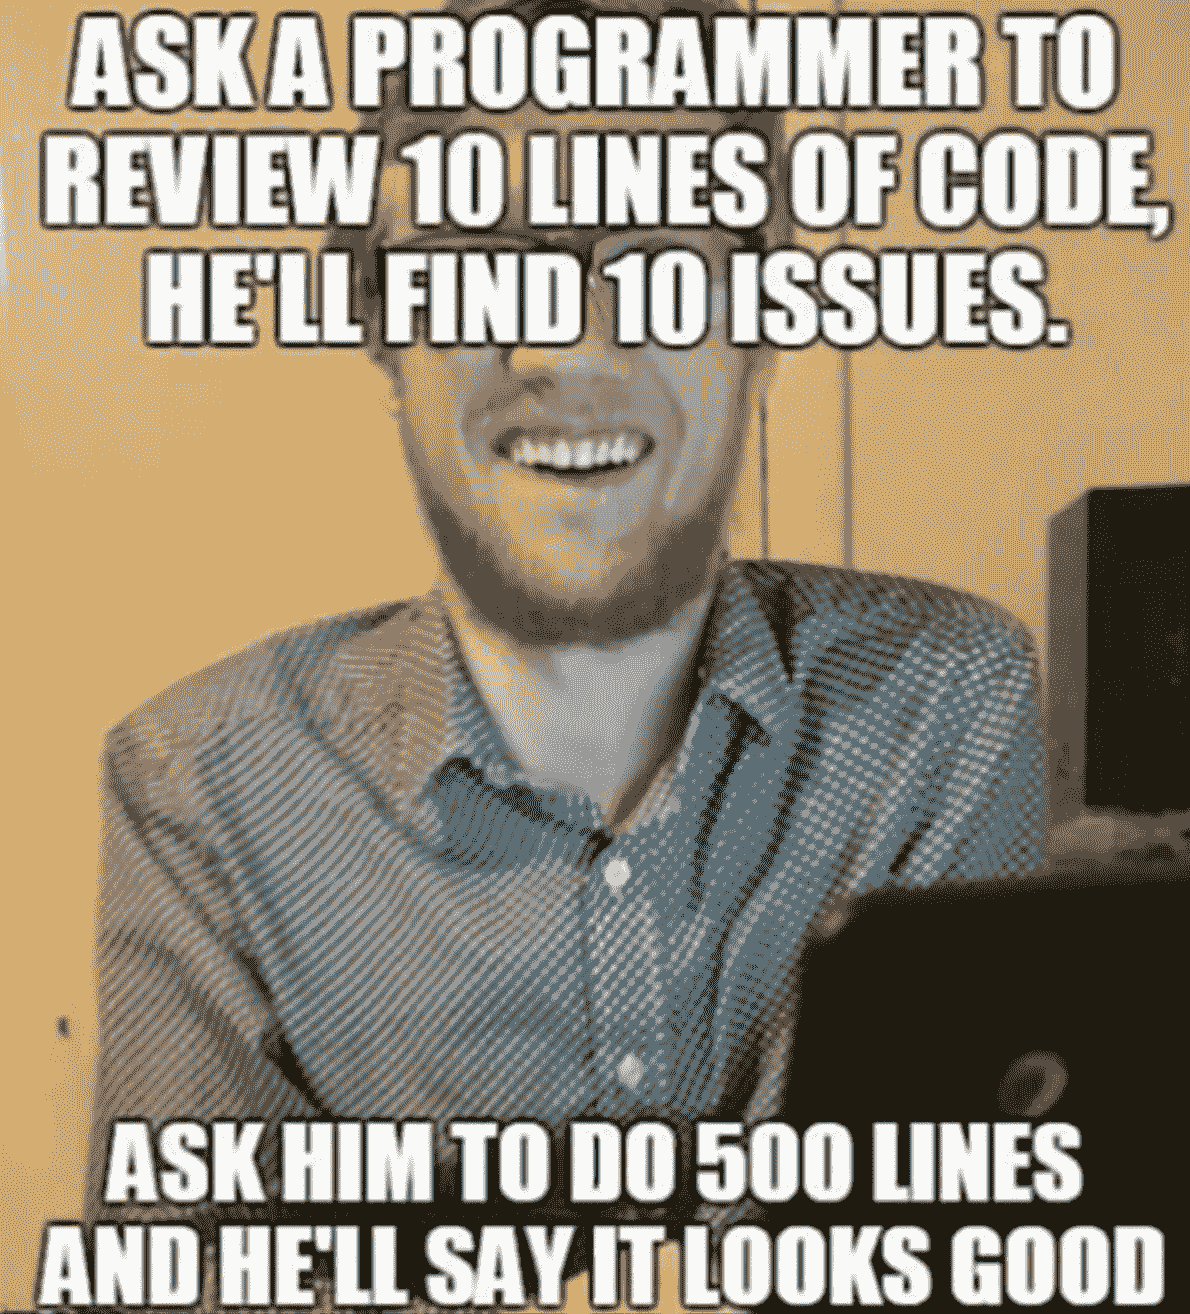 ASK A PROGRAMMER TO
REVIEW 10 LINES OF CODE,
HE'LL FIND 10 ISSUES.
ASK HIM TO DO 500 LINES
AND HE'LL SAY IT LOOKS GOOD